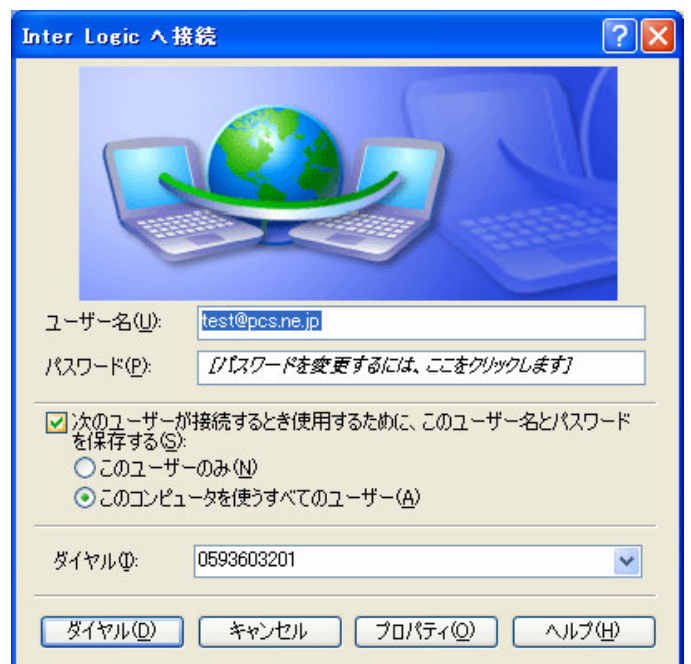 Inter Logic へ接続
ユーザー名(U):
test@pcs.ne.jp
パスワード(P):
[パスワードを変更するには、ここをクリックします]
次のユーザーが接続するとき使用するために、このユーザー名とパスワード
を保存する(S):
このユーザーのみ(N)
このコンピュータを使うすべてのユーザー(A)
ダイヤル(I):
0593603201
ダイヤル(D)
キャンセル
プロパティ(O)
ヘルプ(H)